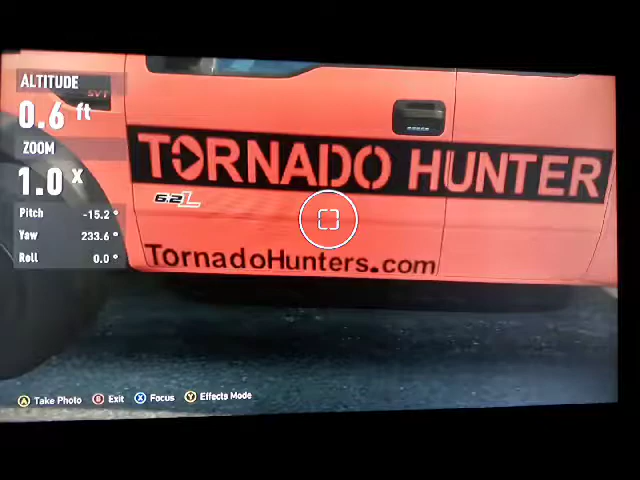 ALTITUDE
0.6 ft
ZOOM
1.0 X
Pitch -15.2 °
Yaw 233.6 °
Roll 0.0 °
SVT
TORNADO HUNTER
6.2L
TornadoHunters.com
A Take Photo B Exit X Focus Y Effects Mode